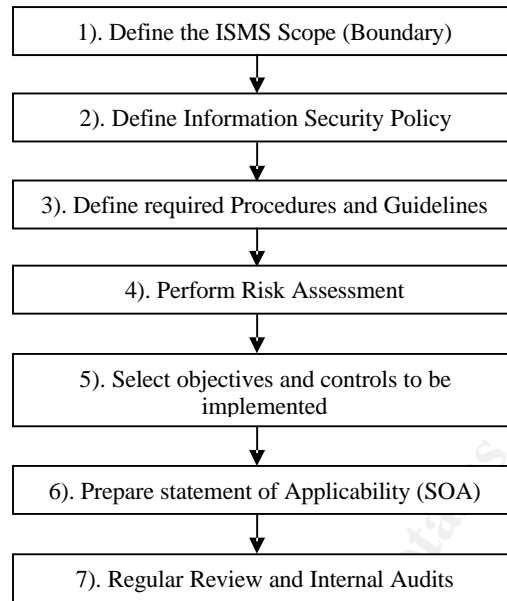 1). Define the ISMS Scope (Boundary)
2). Define Information Security Policy
3). Define required Procedures and Guidelines
4). Perform Risk Assessment
5). Select objectives and controls to be
implemented
6). Prepare statement of Applicability (SOA)
7). Regular Review and Internal Audits